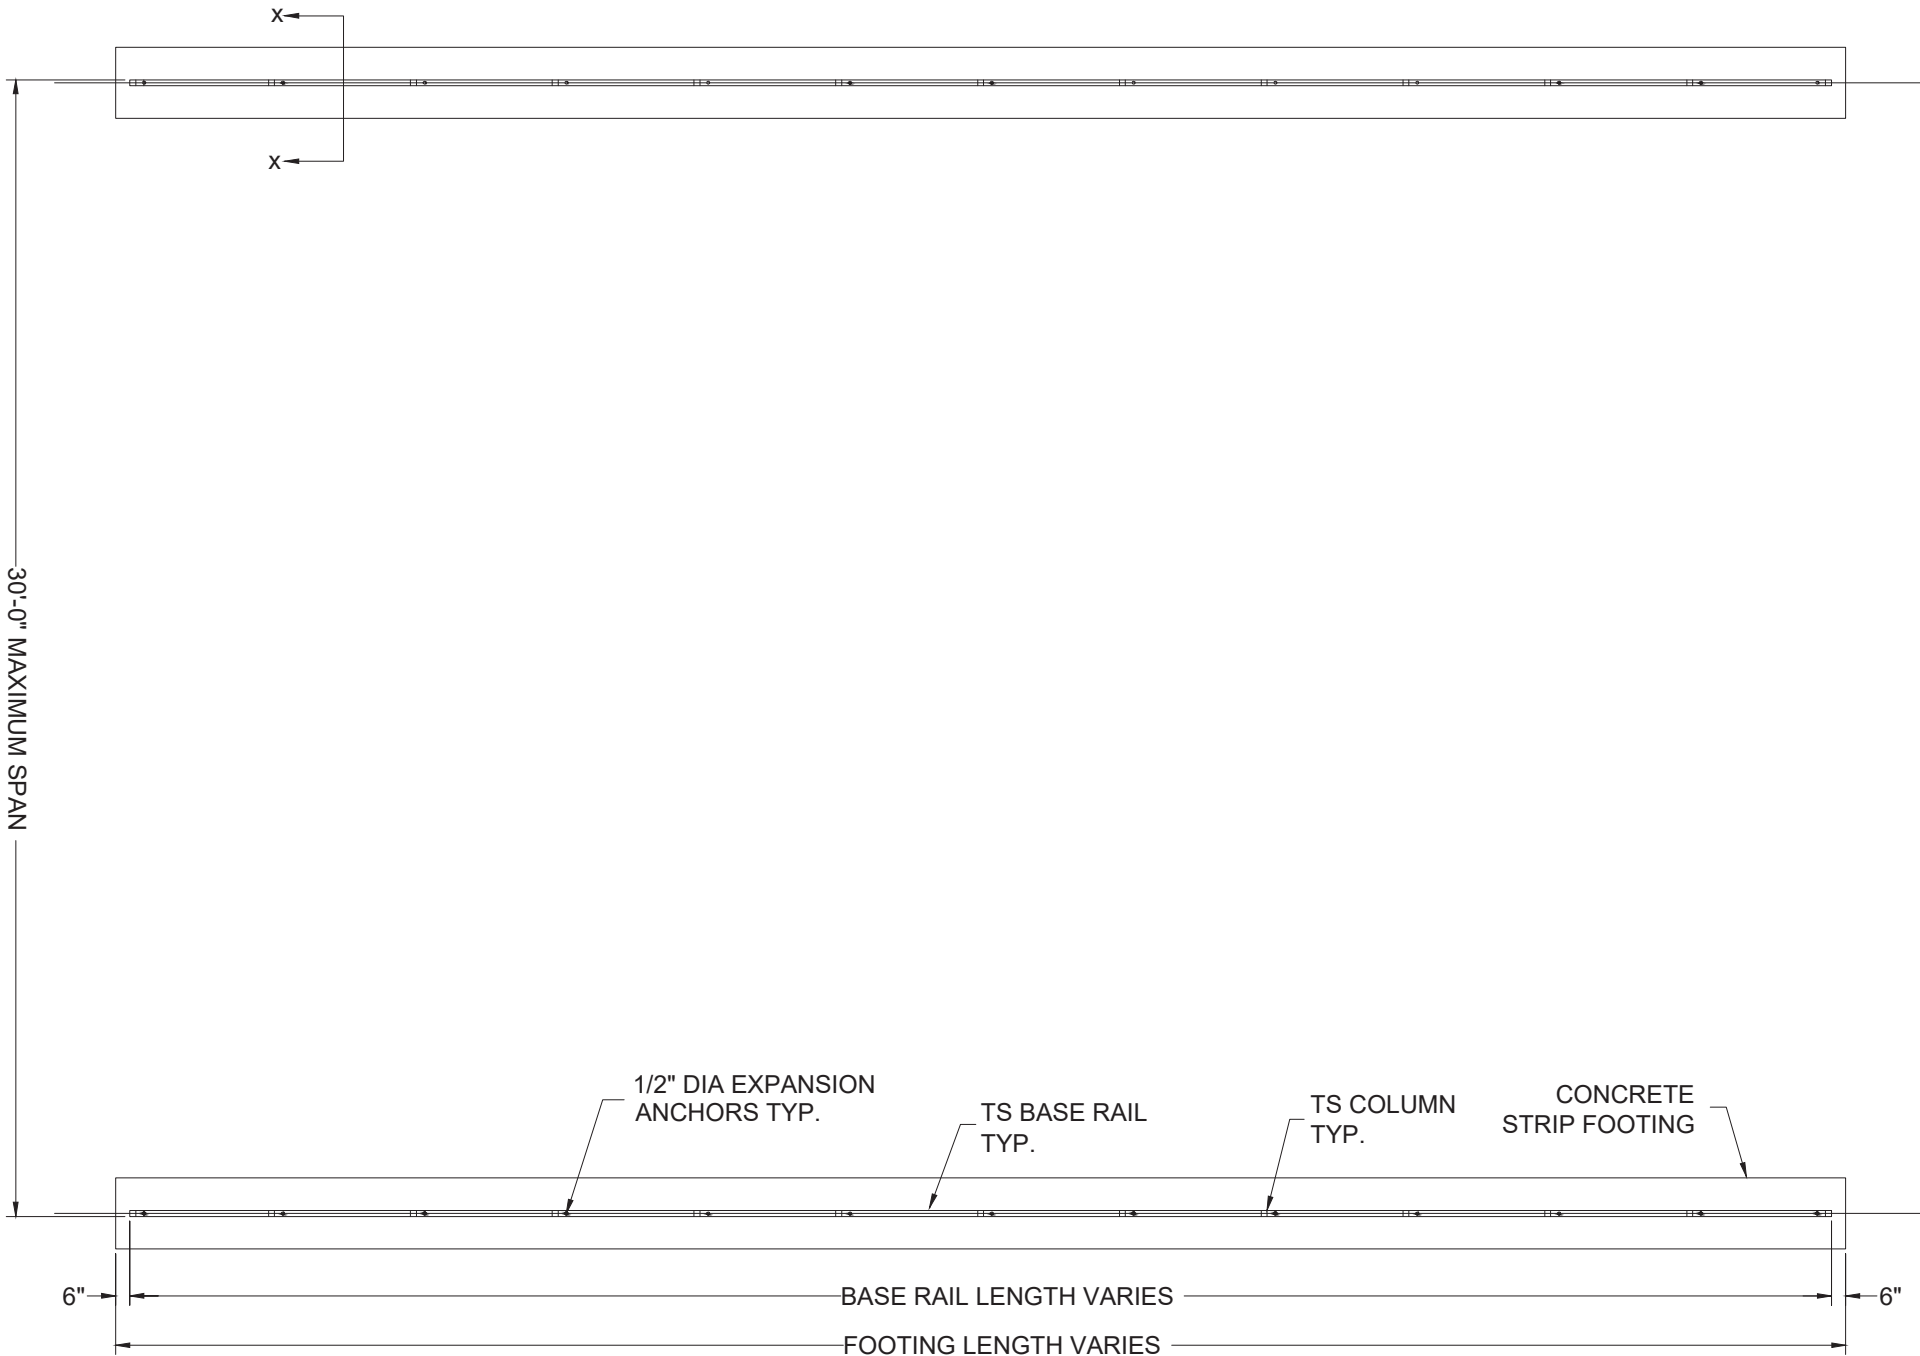 X
X
30'-0" MAXIMUM SPAN
1/2" DIA EXPANSION
ANCHORS TYP.
TS BASE RAIL
TYP.
TS COLUMN
TYP.
CONCRETE
STRIP FOOTING
6"
BASE RAIL LENGTH VARIES
6"
FOOTING LENGTH VARIES